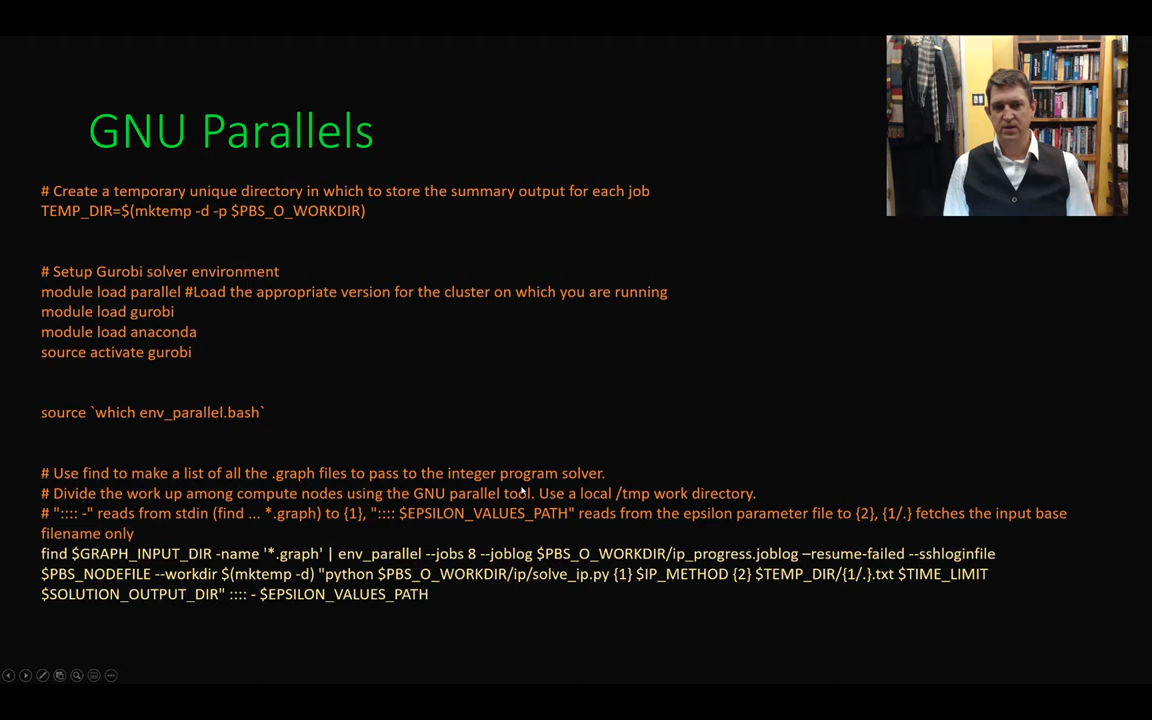 GNU Parallels
# Create a temporary unique directory in which to store the summary output for each job
TEMP_DIR=$(mktemp -d -p $PBS_O_WORKDIR)
# Setup Gurobi solver environment
module load parallel #Load the appropriate version for the cluster on which you are running
module load gurobi
module load anaconda
source activate gurobi
source `which env_parallel.bash`
# Use find to make a list of all the .graph files to pass to the integer program solver.
# Divide the work up among compute nodes using the GNU parallel tool. Use a local /tmp work directory.
# ":::: -" reads from stdin (find ... *.graph) to {1}, ":::: $EPSILON_VALUES_PATH" reads from the epsilon parameter file to {2}, {1/.} fetches the input base
filename only
find $GRAPH_INPUT_DIR -name '*.graph' | env_parallel --jobs 8 --joblog $PBS_O_WORKDIR/ip_progress.joblog –resume-failed --sshloginfile
$PBS_NODEFILE --workdir $(mktemp -d) "python $PBS_O_WORKDIR/ip/solve_ip.py {1} $IP_METHOD {2} $TEMP_DIR/{1/.}.txt $TIME_LIMIT
$SOLUTION_OUTPUT_DIR" :::: - $EPSILON_VALUES_PATH